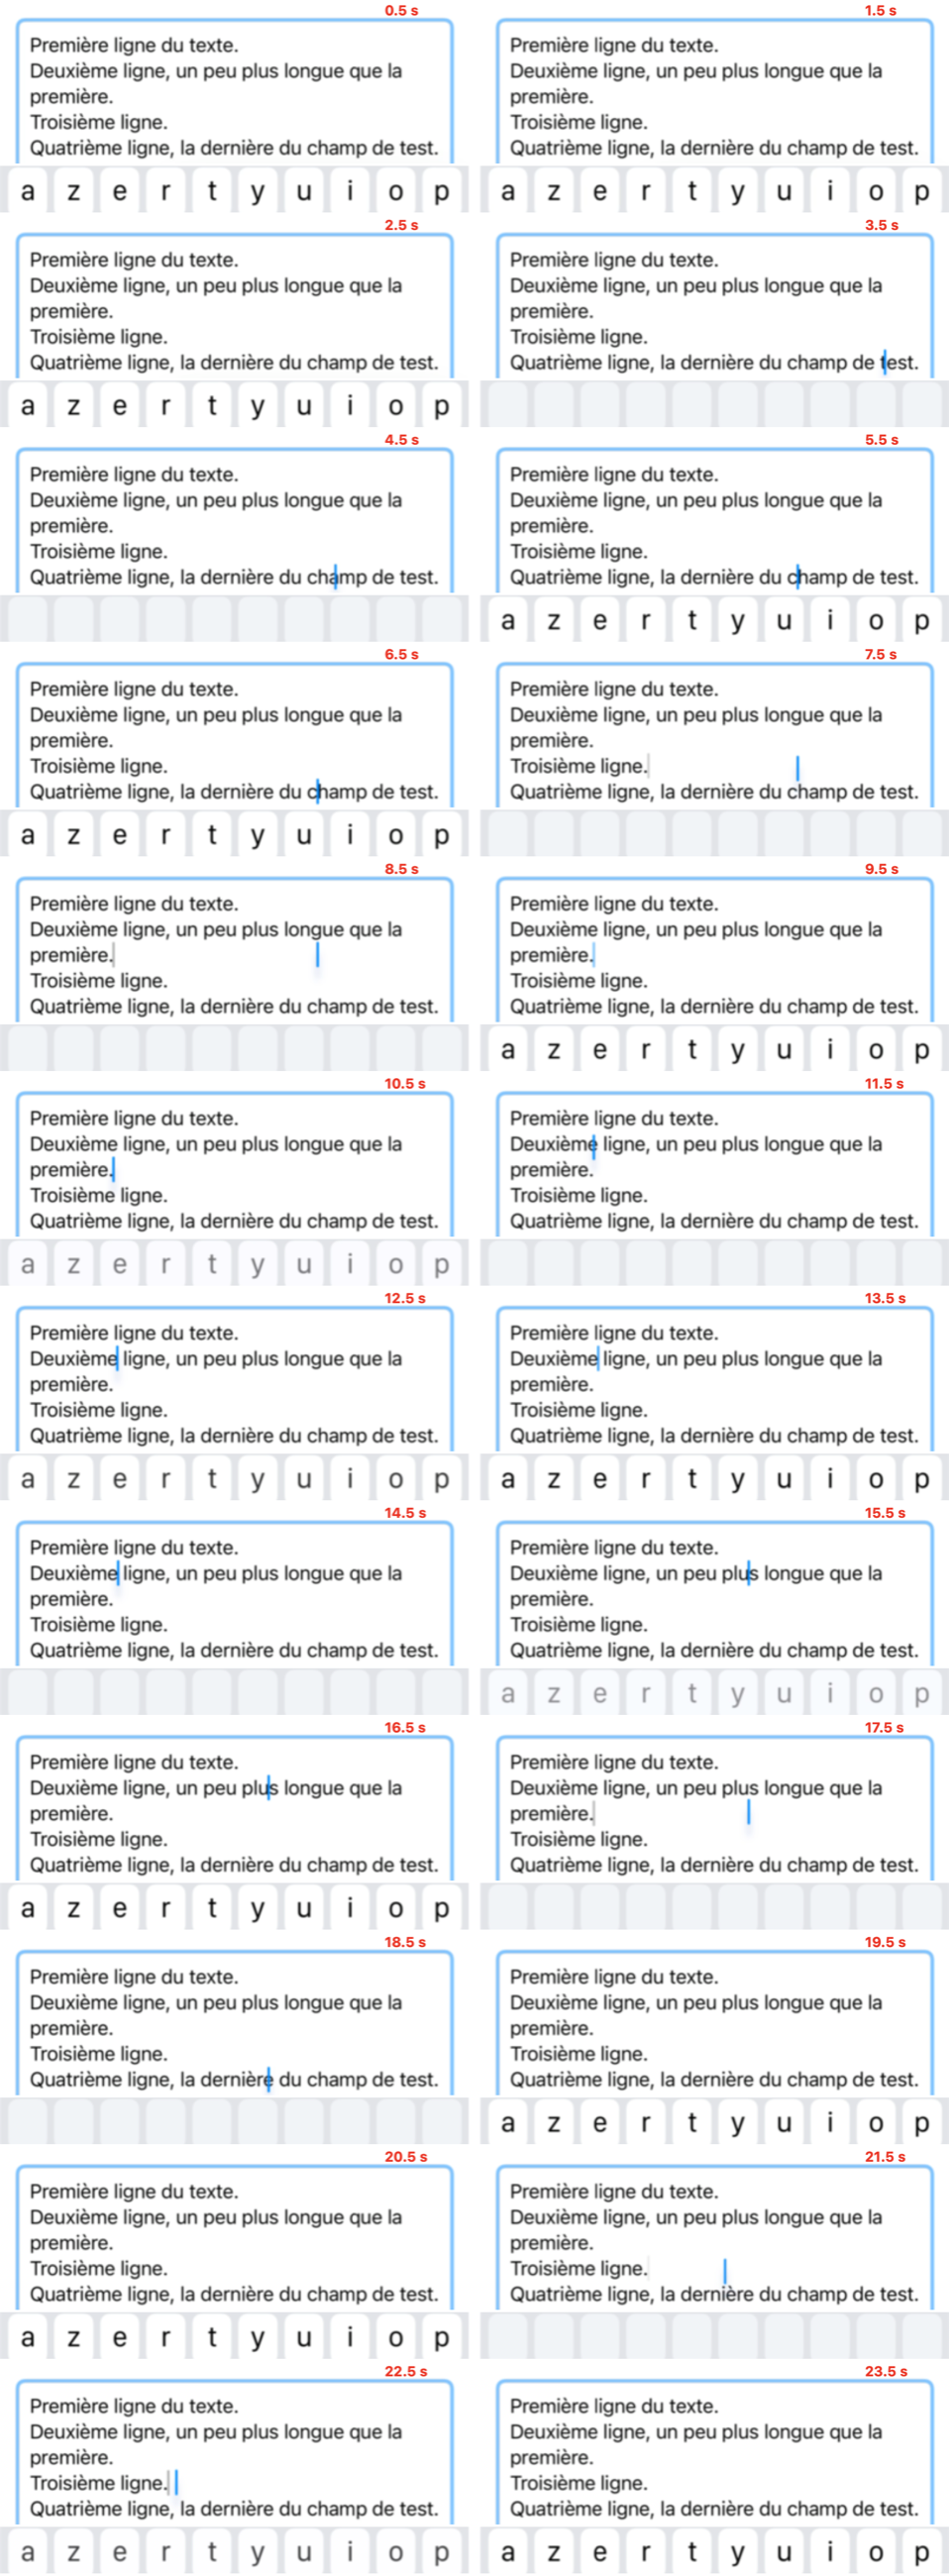 0.5 s
Première ligne du texte.
Deuxième ligne, un peu plus longue que la
première.
Troisième ligne.
Quatrième ligne, la dernière du champ de test.
a z e r t y u i o p
1.5 s
Première ligne du texte.
Deuxième ligne, un peu plus longue que la
première.
Troisième ligne.
Quatrième ligne, la dernière du champ de test.
a z e r t y u i o p
2.5 s
Première ligne du texte.
Deuxième ligne, un peu plus longue que la
première.
Troisième ligne.
Quatrième ligne, la dernière du champ de test.
a z e r t y u i o p
3.5 s
Première ligne du texte.
Deuxième ligne, un peu plus longue que la
première.
Troisième ligne.
Quatrième ligne, la dernière du champ de test.
4.5 s
Première ligne du texte.
Deuxième ligne, un peu plus longue que la
première.
Troisième ligne.
Quatrième ligne, la dernière du champ de test.
5.5 s
Première ligne du texte.
Deuxième ligne, un peu plus longue que la
première.
Troisième ligne.
Quatrième ligne, la dernière du champ de test.
a z e r t y u i o p
6.5 s
Première ligne du texte.
Deuxième ligne, un peu plus longue que la
première.
Troisième ligne.
Quatrième ligne, la dernière du champ de test.
a z e r t y u i o p
7.5 s
Première ligne du texte.
Deuxième ligne, un peu plus longue que la
première.
Troisième ligne.
Quatrième ligne, la dernière du champ de test.
8.5 s
Première ligne du texte.
Deuxième ligne, un peu plus longue que la
première.
Troisième ligne.
Quatrième ligne, la dernière du champ de test.
9.5 s
Première ligne du texte.
Deuxième ligne, un peu plus longue que la
première.
Troisième ligne.
Quatrième ligne, la dernière du champ de test.
a z e r t y u i o p
10.5 s
Première ligne du texte.
Deuxième ligne, un peu plus longue que la
première.
Troisième ligne.
Quatrième ligne, la dernière du champ de test.
a z e r t y u i o p
11.5 s
Première ligne du texte.
Deuxième ligne, un peu plus longue que la
première.
Troisième ligne.
Quatrième ligne, la dernière du champ de test.
12.5 s
Première ligne du texte.
Deuxième ligne, un peu plus longue que la
première.
Troisième ligne.
Quatrième ligne, la dernière du champ de test.
a z e r t y u i o p
13.5 s
Première ligne du texte.
Deuxième ligne, un peu plus longue que la
première.
Troisième ligne.
Quatrième ligne, la dernière du champ de test.
a z e r t y u i o p
14.5 s
Première ligne du texte.
Deuxième ligne, un peu plus longue que la
première.
Troisième ligne.
Quatrième ligne, la dernière du champ de test.
15.5 s
Première ligne du texte.
Deuxième ligne, un peu plus longue que la
première.
Troisième ligne.
Quatrième ligne, la dernière du champ de test.
a z e r t y u i o p
16.5 s
Première ligne du texte.
Deuxième ligne, un peu plus longue que la
première.
Troisième ligne.
Quatrième ligne, la dernière du champ de test.
a z e r t y u i o p
17.5 s
Première ligne du texte.
Deuxième ligne, un peu plus longue que la
première.
Troisième ligne.
Quatrième ligne, la dernière du champ de test.
18.5 s
Première ligne du texte.
Deuxième ligne, un peu plus longue que la
première.
Troisième ligne.
Quatrième ligne, la dernière du champ de test.
19.5 s
Première ligne du texte.
Deuxième ligne, un peu plus longue que la
première.
Troisième ligne.
Quatrième ligne, la dernière du champ de test.
a z e r t y u i o p
20.5 s
Première ligne du texte.
Deuxième ligne, un peu plus longue que la
première.
Troisième ligne.
Quatrième ligne, la dernière du champ de test.
a z e r t y u i o p
21.5 s
Première ligne du texte.
Deuxième ligne, un peu plus longue que la
première.
Troisième ligne.
Quatrième ligne, la dernière du champ de test.
22.5 s
Première ligne du texte.
Deuxième ligne, un peu plus longue que la
première.
Troisième ligne.
Quatrième ligne, la dernière du champ de test.
a z e r t y u i o p
23.5 s
Première ligne du texte.
Deuxième ligne, un peu plus longue que la
première.
Troisième ligne.
Quatrième ligne, la dernière du champ de test.
a z e r t y u i o p